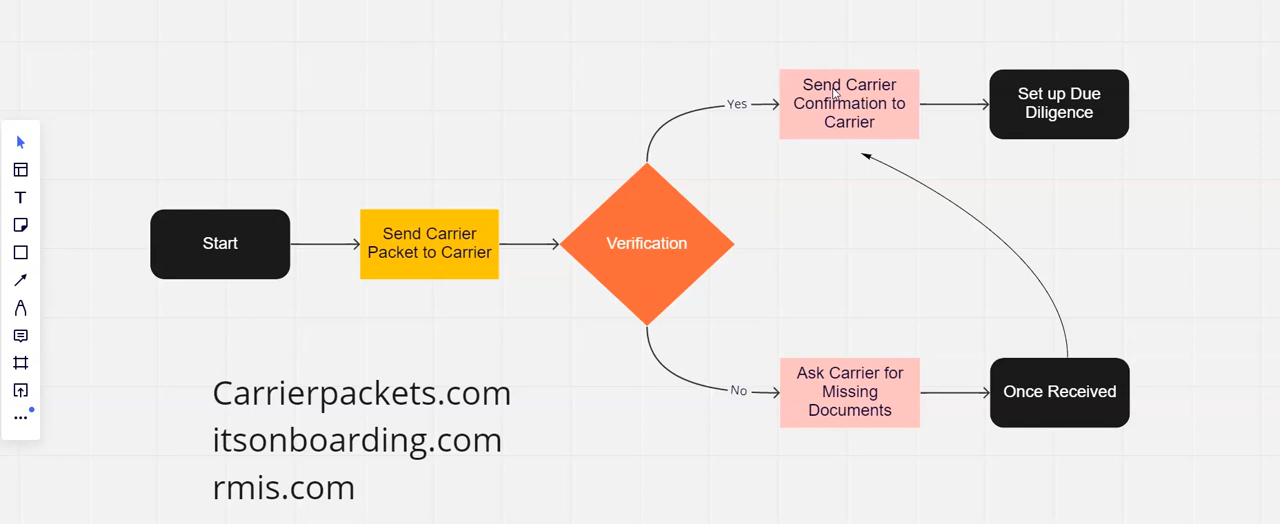 Start
Send Carrier
Packet to Carrier
Verification
Yes
Send Carrier
Confirmation to
Carrier
Set up Due
Diligence
No
Ask Carrier for
Missing
Documents
Once Received
Carrierpackets.com
itsonboarding.com
rmis.com